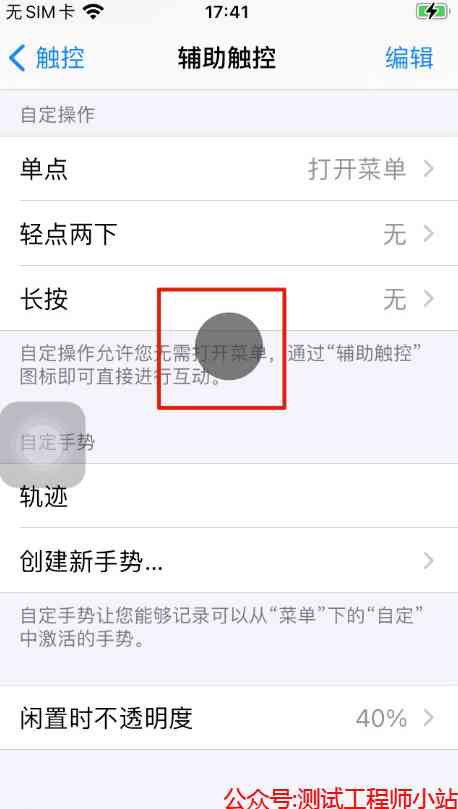 无SIM卡 17:41
触控 辅助触控 编辑
自定操作
单点 打开菜单
轻点两下 无
长按 无
自定操作允许您无需打开菜单，通过“辅助触控”
图标即可直接进行互动。
自定手势
轨迹
创建新手势...
自定手势让您能够记录可以从“菜单”下的“自定”
中激活的手势。
闲置时不透明度 40%
公众号:测试工程师小站